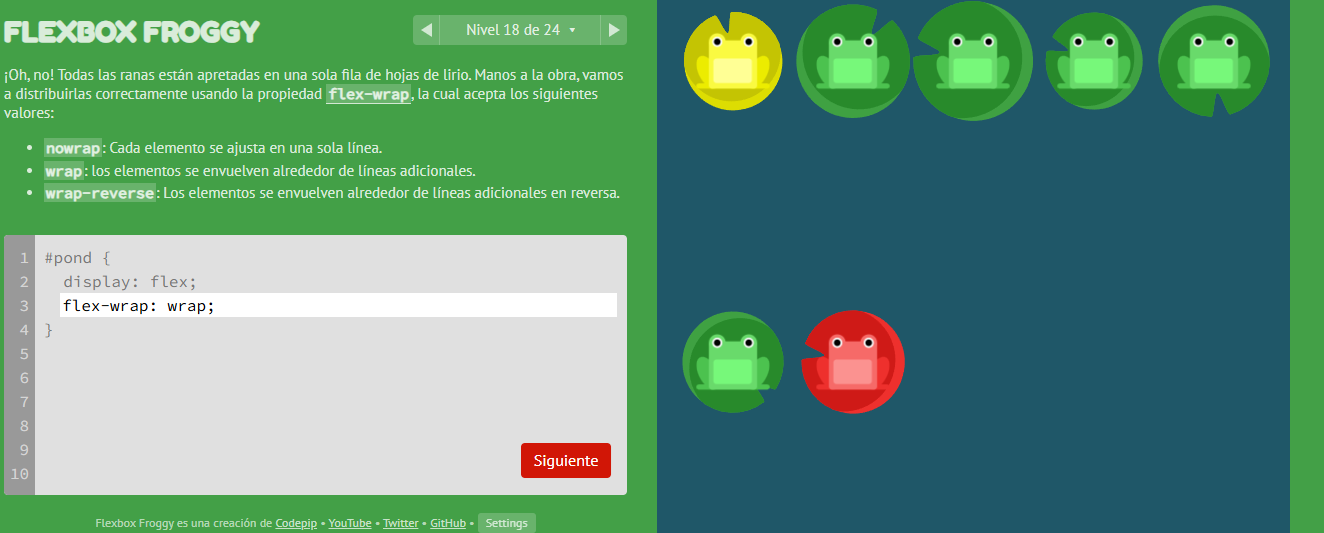 FLEXBOX FROGGY
Nivel 18 de 24
¡Oh, no! Todas las ranas están apretadas en una sola fila de hojas de lirio. Manos a la obra, vamos
a distribuirlas correctamente usando la propiedad flex-wrap, la cual acepta los siguientes
valores:
• nowrap: Cada elemento se ajusta en una sola línea.
• wrap: los elementos se envuelven alrededor de líneas adicionales.
• wrap-reverse: Los elementos se envuelven alrededor de líneas adicionales en reversa.
1 #pond {
2 display: flex;
3 flex-wrap: wrap;
4 }
5
6
7
8
9
10
Siguiente
Flexbox Froggy es una creación de Codepip • YouTube • Twitter • GitHub • Settings